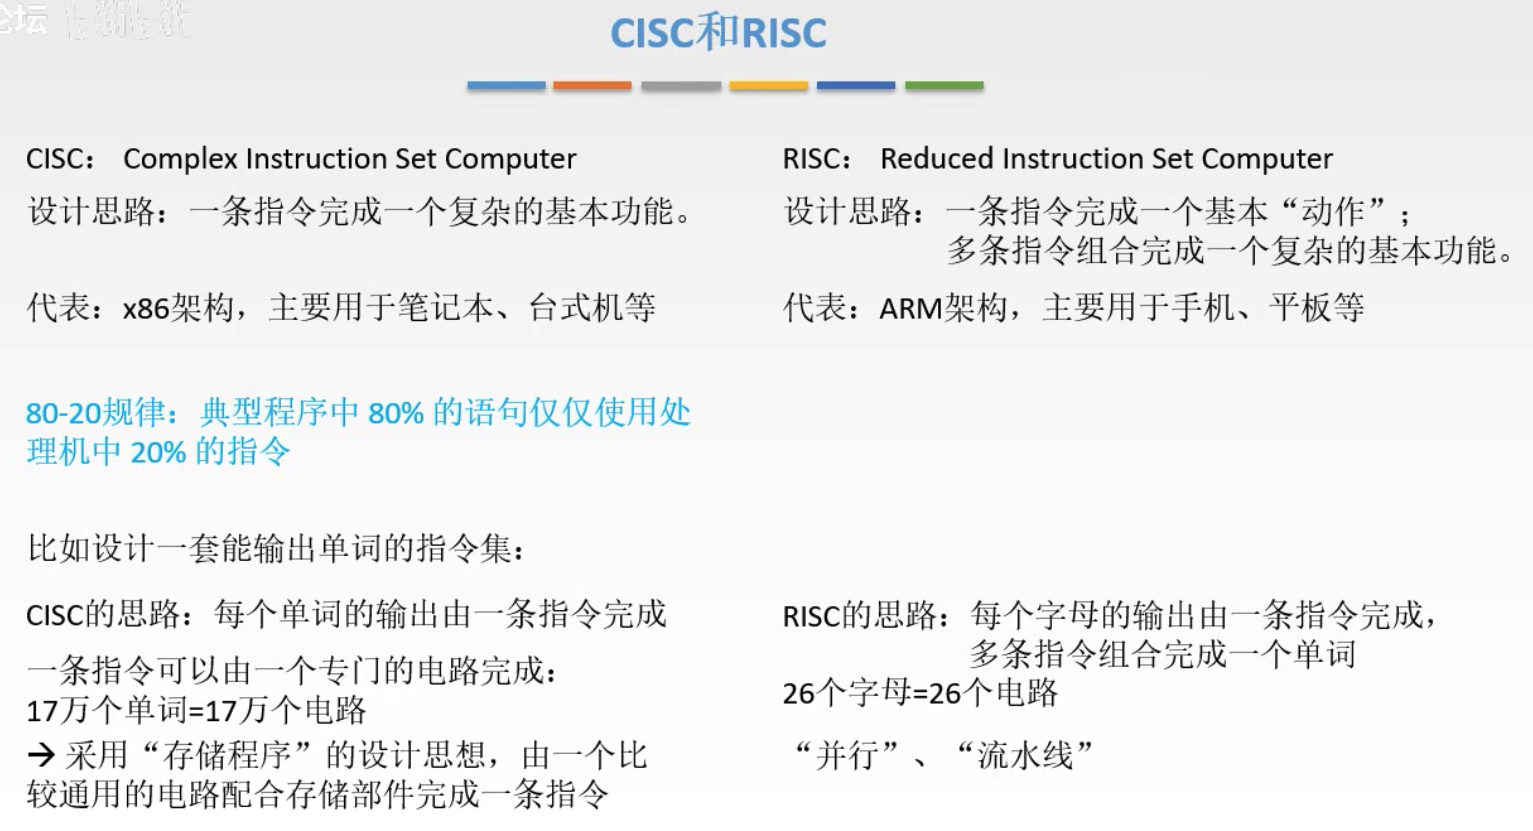 论坛 bilibili
CISC和RISC
CISC： Complex Instruction Set Computer
设计思路：一条指令完成一个复杂的基本功能。
代表：x86架构，主要用于笔记本、台式机等
80-20规律：典型程序中 80% 的语句仅仅使用处
理机中 20% 的指令
比如设计一套能输出单词的指令集：
CISC的思路：每个单词的输出由一条指令完成
一条指令可以由一个专门的电路完成：
17万个单词=17万个电路
→ 采用“存储程序”的设计思想，由一个比
较通用的电路配合存储部件完成一条指令
RISC： Reduced Instruction Set Computer
设计思路：一条指令完成一个基本“动作”；
多条指令组合完成一个复杂的基本功能。
代表：ARM架构，主要用于手机、平板等
RISC的思路：每个字母的输出由一条指令完成，
多条指令组合完成一个单词
26个字母=26个电路
“并行”、“流水线”